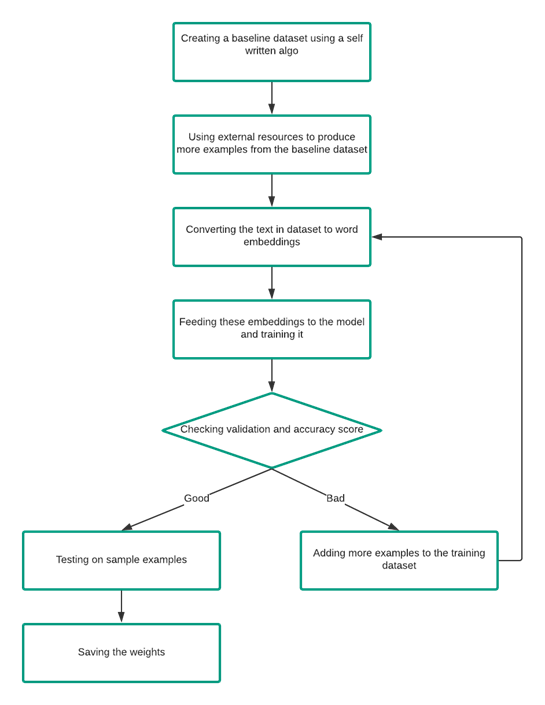 Creating a baseline dataset using a self
written algo
Using external resources to produce
more examples from the baseline dataset
Converting the text in dataset to word
embeddings
Feeding these embeddings to the model
and training it
Checking validation and accuracy score
Good
Bad
Testing on sample examples
Adding more examples to the training
dataset
Saving the weights